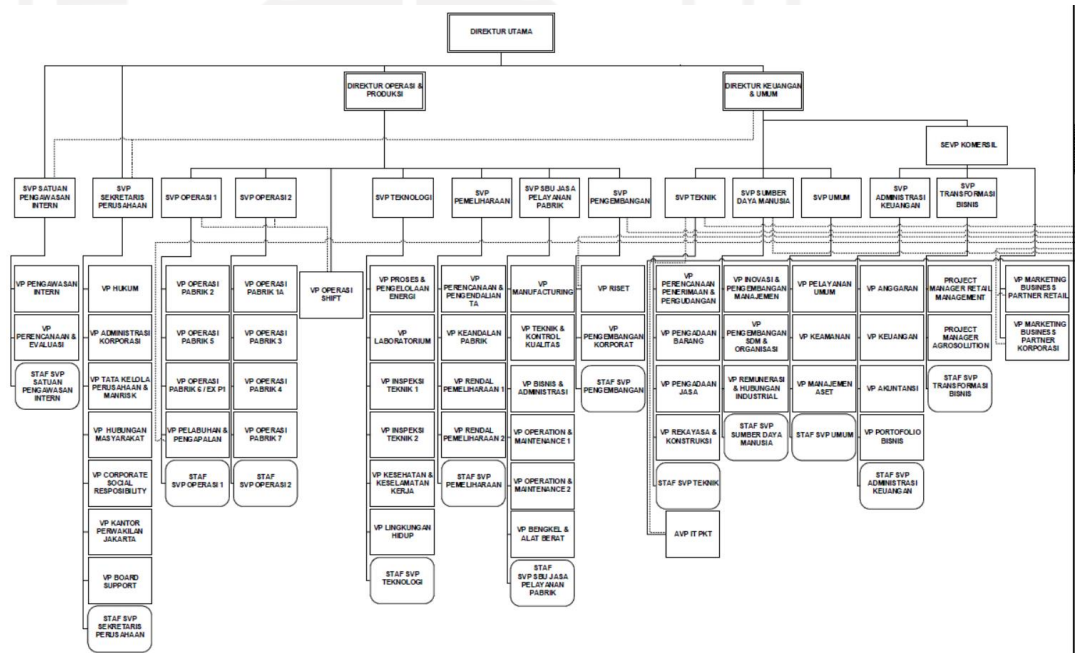 DIREKTUR UTAMA
DIREKTUR OPERASI &
PRODUKSI
DIREKTUR KEUANGAN
& UMUM
SEVP KOMERSIL
SVP SATUAN
PENGAWASAN
INTERN
SVP
SEKRETARIS
PERUSAHAAN
SVP OPERASI 1
SVP OPERASI 2
SVP TEKNOLOGI
SVP
PEMELIHARAAN
SVP SBU JASA
PELAYANAN
PABRIK
SVP
PENGEMBANGAN
SVP TEKNIK
SVP SUMBER
DAYA MANUSIA
SVP UMUM
SVP
ADMINISTRASI
KEUANGAN
SVP
TRANSFORMASI
BISNIS
VP PENGAWASAN
INTERN
VP
PERENCANAAN &
EVALUASI
STAF SVP
SATUAN
PENGAWASAN
INTERN
VP HUKUM
VP ADMINISTRASI
KORPORASI
VP TATA KELOLA
PERUSAHAAN &
MANRISK
VP HUBUNGAN
MASYARAKAT
VP CORPORATE
SOCIAL
RESPOSIBILITY
VP KANTOR
PERWAKILAN
JAKARTA
VP BOARD
SUPPORT
STAF SVP
SEKRETARIS
PERUSAHAAN
VP OPERASI
PABRIK 2
VP OPERASI
PABRIK 5
VP OPERASI
PABRIK 6 / EX P1
VP PELABUHAN &
PENGAPALAN
STAF
SVP OPERASI 1
VP OPERASI
PABRIK 1A
VP OPERASI
PABRIK 3
VP OPERASI
PABRIK 4
VP OPERASI
PABRIK 7
STAF
SVP OPERASI 2
VP OPERASI
SHIFT
VP PROSES &
PENGELOLAAN
ENERGI
VP
LABORATORIUM
VP INSPEKSI
TEKNIK 1
VP INSPEKSI
TEKNIK 2
VP KESEHATAN &
KESELAMATAN
KERJA
VP LINGKUNGAN
HIDUP
STAF SVP
TEKNOLOGI
VP
PERENCANAAN &
PENGENDALIAN
TA
VP KEANDALAN
PABRIK
VP RENDAL
PEMELIHARAAN 1
VP RENDAL
PEMELIHARAAN 2
STAF SVP
PEMELIHARAAN
VP
MANUFACTURING
VP TEKNIK &
KONTROL
KUALITAS
VP BISNIS &
ADMINISTRASI
VP OPERATION &
MAINTENANCE 1
VP OPERATION &
MAINTENANCE 2
VP BENGKEL &
ALAT BERAT
STAF
SVP SBU JASA
PELAYANAN
PABRIK
VP RISET
VP
PENGEMBANGAN
KORPORAT
STAF SVP
PENGEMBANGAN
VP
PERENCANAAN
PENERIMAAN &
PERGUDANGAN
VP PENGADAAN
BARANG
VP PENGADAAN
JASA
VP REKAYASA &
KONSTRUKSI
STAF SVP TEKNIK
AVP IT PKT
VP INOVASI &
PENGEMBANGAN
MANAJEMEN
VP
PENGEMBANGAN
SDM &
ORGANISASI
VP REMUNERASI
& HUBUNGAN
INDUSTRIAL
STAF SVP
SUMBER DAYA
MANUSIA
VP PELAYANAN
UMUM
VP KEAMANAN
VP MANAJEMEN
ASET
STAF SVP UMUM
VP ANGGARAN
VP KEUANGAN
VP AKUNTANSI
VP PORTOFOLIO
BISNIS
STAF SVP
ADMINISTRASI
KEUANGAN
PROJECT
MANAGER RETAIL
MANAGEMENT
PROJECT
MANAGER
AGROSOLUTION
STAF SVP
TRANSFORMASI
BISNIS
VP MARKETING
BUSINESS
PARTNER RETAIL
VP MARKETING
BUSINESS
PARTNER
KORPORASI